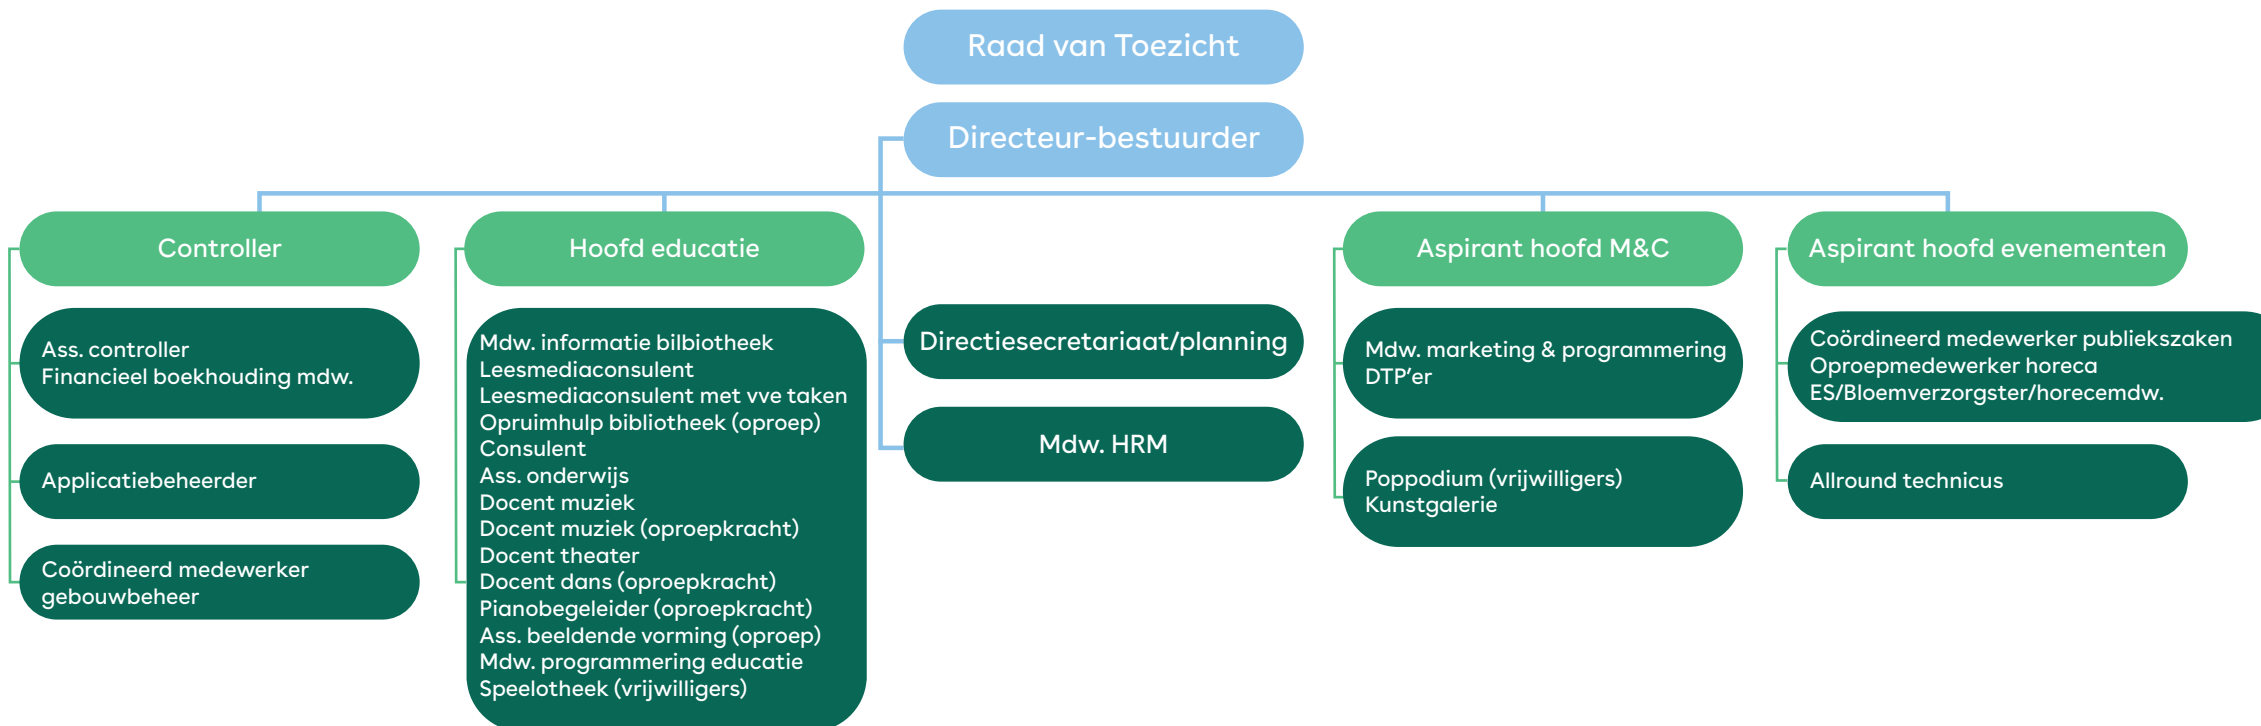 Raad van Toezicht
Directeur-bestuurder
Controller
Ass. controller
Financieel boekhouding mdw.
Applicatiebeheerder
Coördineerd medewerker
gebouwbeheer
Hoofd educatie
Mdw. informatie bilbiotheek
Leesmediaconsulent
Leesmediaconsulent met vve taken
Opruimhulp bibliotheek (oproep)
Consulent
Ass. onderwijs
Docent muziek
Docent muziek (oproepkracht)
Docent theater
Docent dans (oproepkracht)
Pianobegeleider (oproepkracht)
Ass. beeldende vorming (oproep)
Mdw. programmering educatie
Speelotheek (vrijwilligers)
Directiesecretariaat/planning
Mdw. HRM
Aspirant hoofd M&C
Mdw. marketing & programmering
DTP’er
Poppodium (vrijwilligers)
Kunstgalerie
Aspirant hoofd evenementen
Coördineerd medewerker publiekszaken
Oproepmedewerker horeca
ES/Bloemverzorgster/horecemdw.
Allround technicus